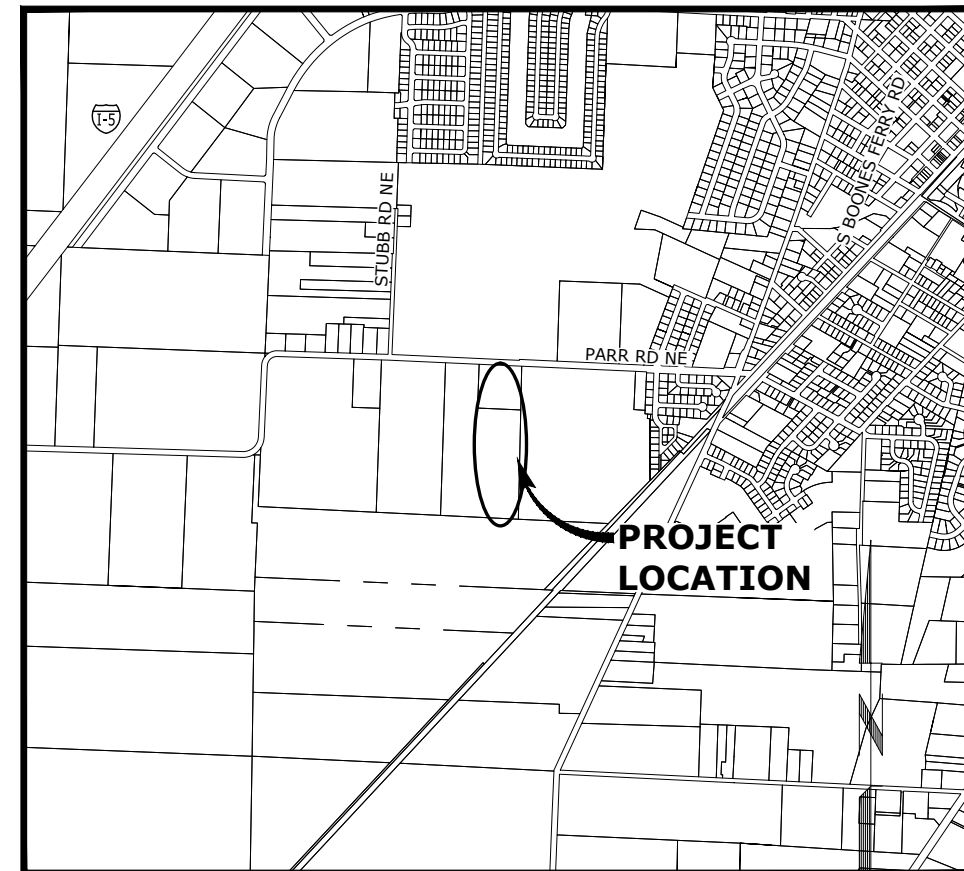 I-5
STUBB RD NE
S BOONES FERRY RD
PARR RD NE
PROJECT
LOCATION